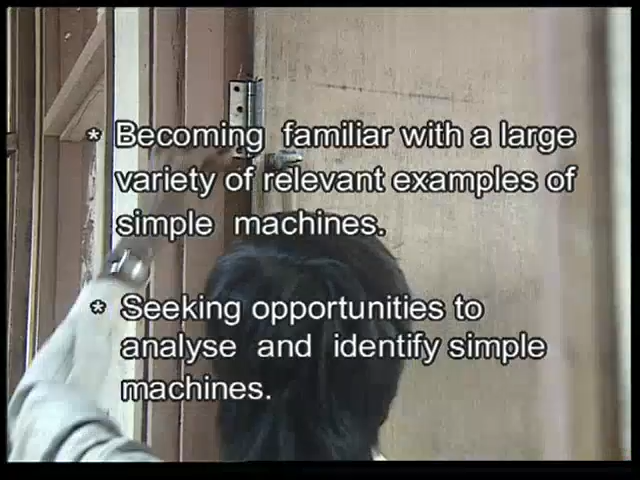 * Becoming familiar with a large
variety of relevant examples of
simple machines.
* Seeking opportunities to
analyse and identify simple
machines.